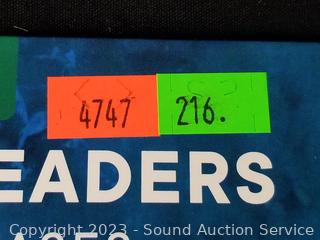 4747 216.
EADERS
Copyright 2023 - Sound Auction Service